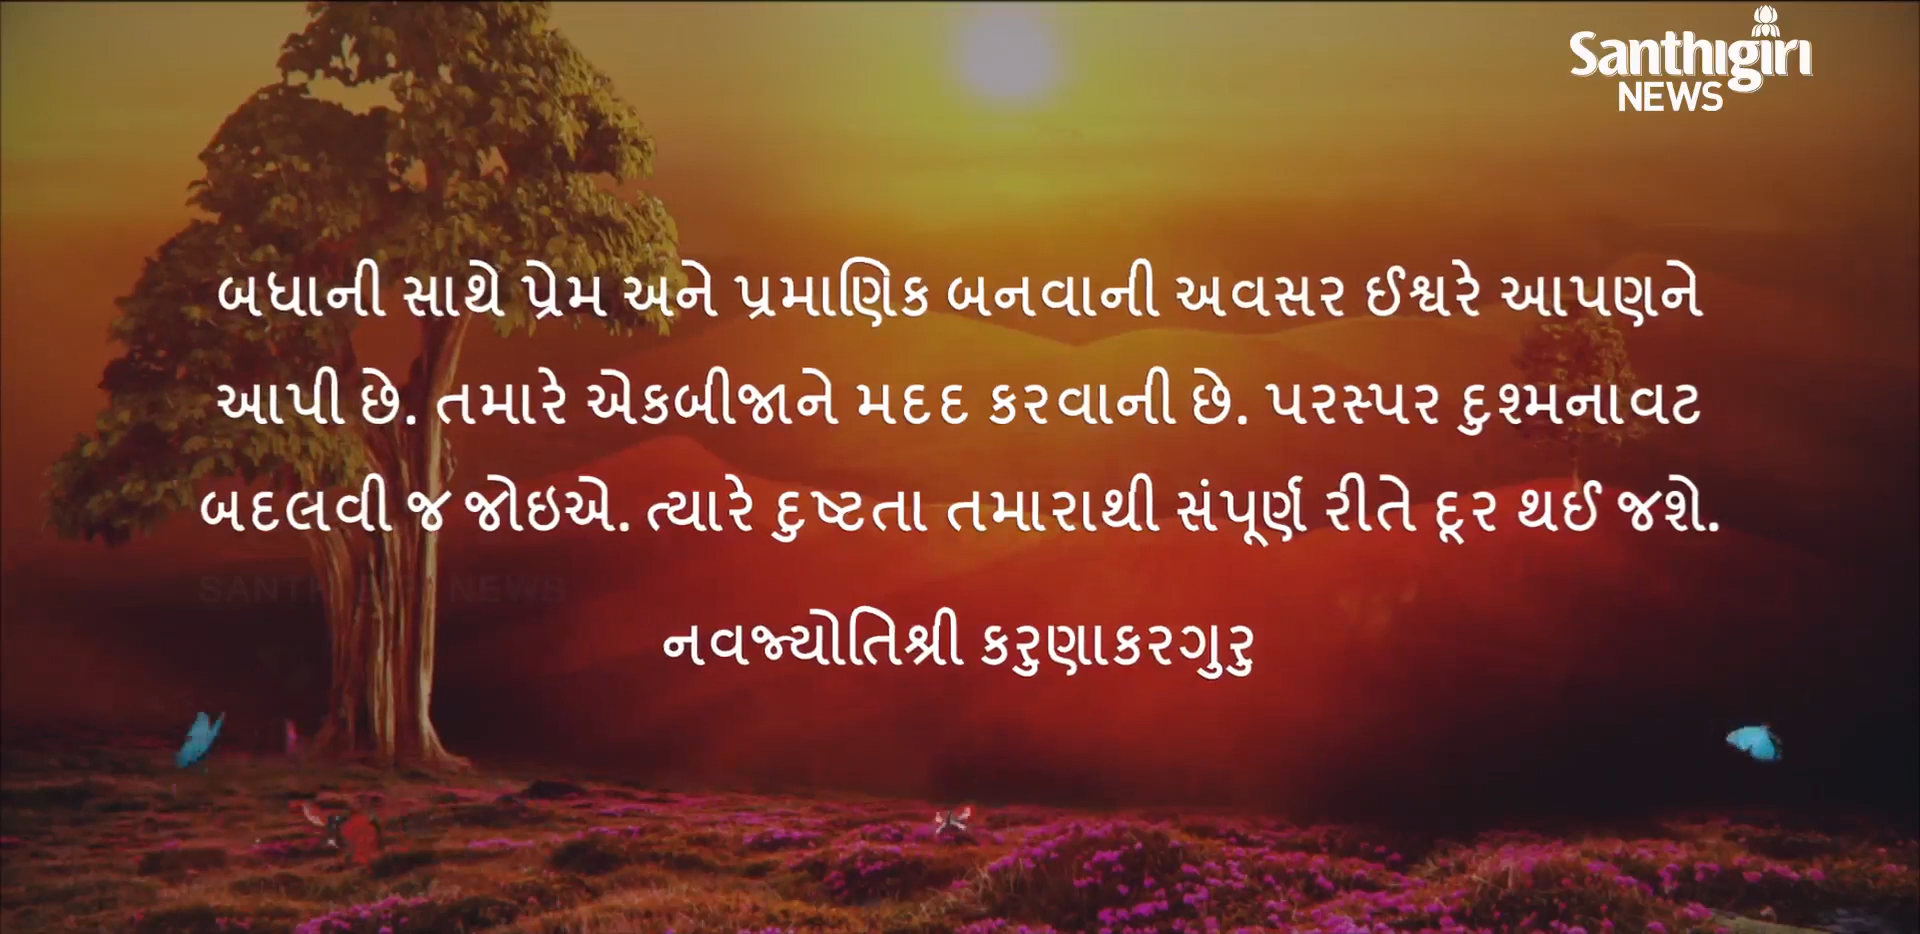 Santhigiri
NEWS
બધાની સાથે પ્રેમ અને પ્રમાણિક બનવાની અવસર ઈશ્વરે આપણને
આપી છે. તમારે એકબીજાને મદદ કરવાની છે. પરસ્પર દુશ્મનાવટ
બદલવી જ જોઇએ. ત્યારે દુષ્ટતા તમારાથી સંપૂર્ણ રીતે દૂર થઈ જશે.
નવજ્યોતિશ્રી કરુણાકરગુરુ